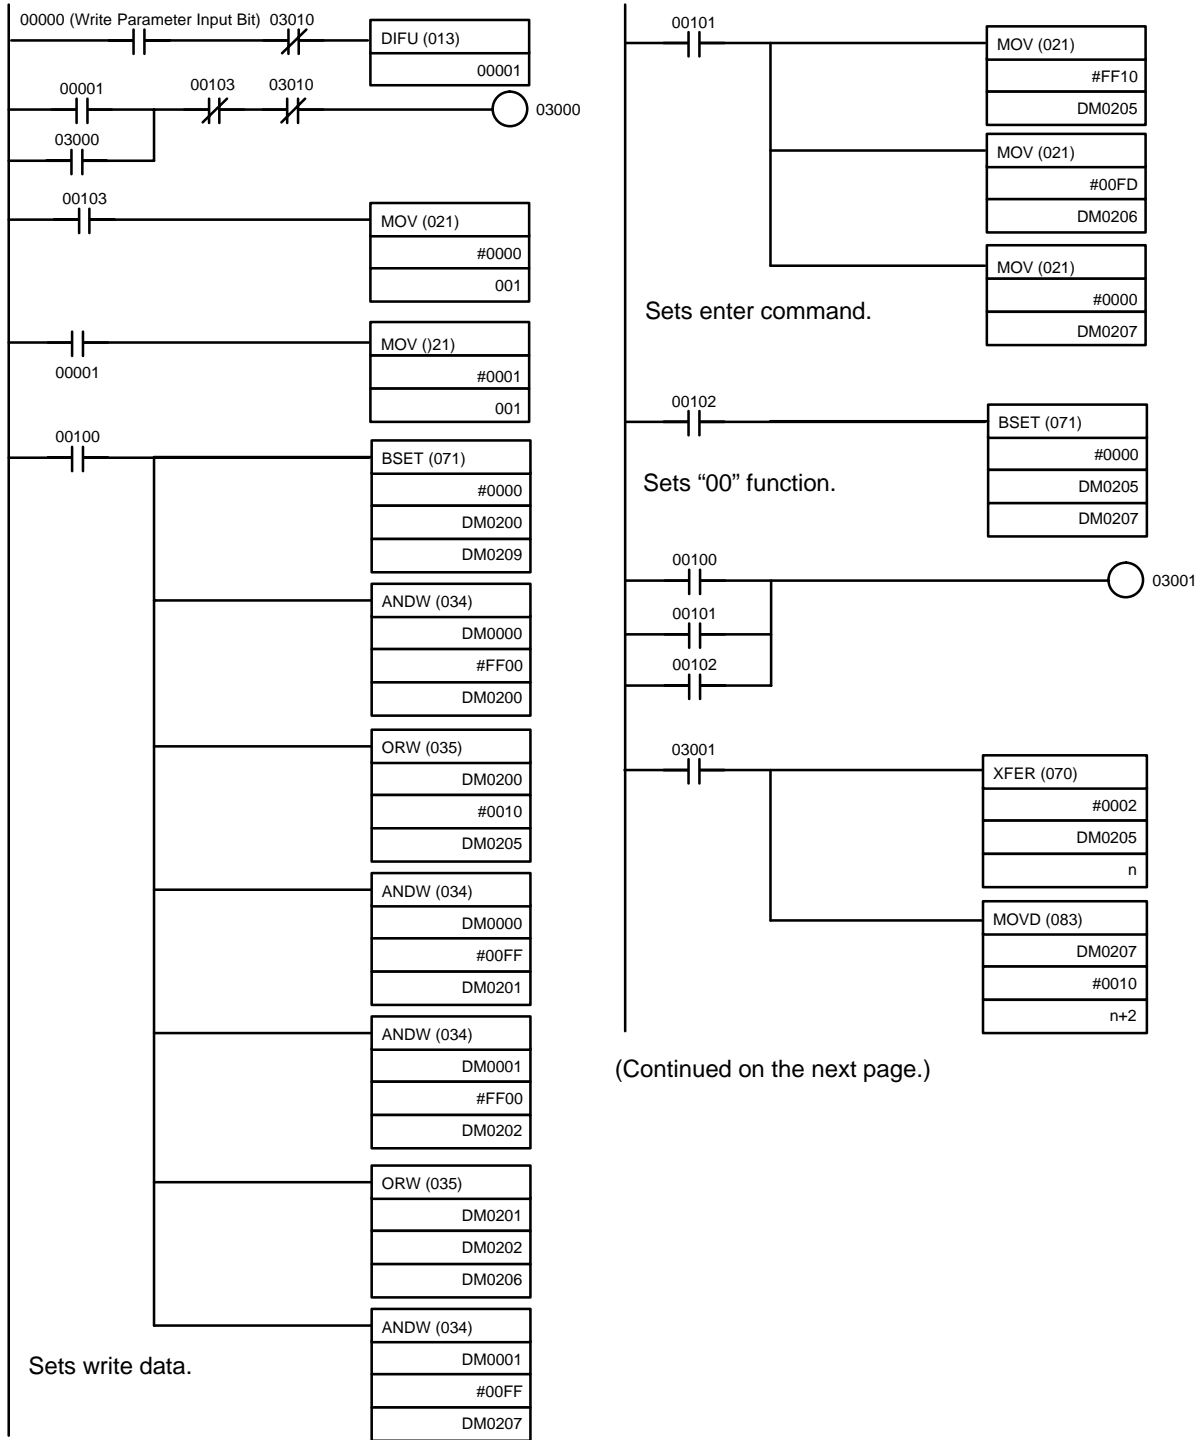 00000 (Write Parameter Input Bit) 03010
DIFU (013)
00001
00001 00103 03010
03000
03000
00103
MOV (021)
#0000
001
00001
MOV ()21)
#0001
001
00100
BSET (071)
#0000
DM0200
DM0209
ANDW (034)
DM0000
#FF00
DM0200
ORW (035)
DM0200
#0010
DM0205
ANDW (034)
DM0000
#00FF
DM0201
ANDW (034)
DM0001
#FF00
DM0202
ORW (035)
DM0201
DM0202
DM0206
ANDW (034)
DM0001
#00FF
DM0207
Sets write data.
00101
MOV (021)
#FF10
DM0205
MOV (021)
#00FD
DM0206
MOV (021)
#0000
DM0207
Sets enter command.
00102
BSET (071)
#0000
DM0205
DM0207
Sets “00” function.
00100
03001
00101
00102
03001
XFER (070)
#0002
DM0205
n
MOVD (083)
DM0207
#0010
n+2
(Continued on the next page.)